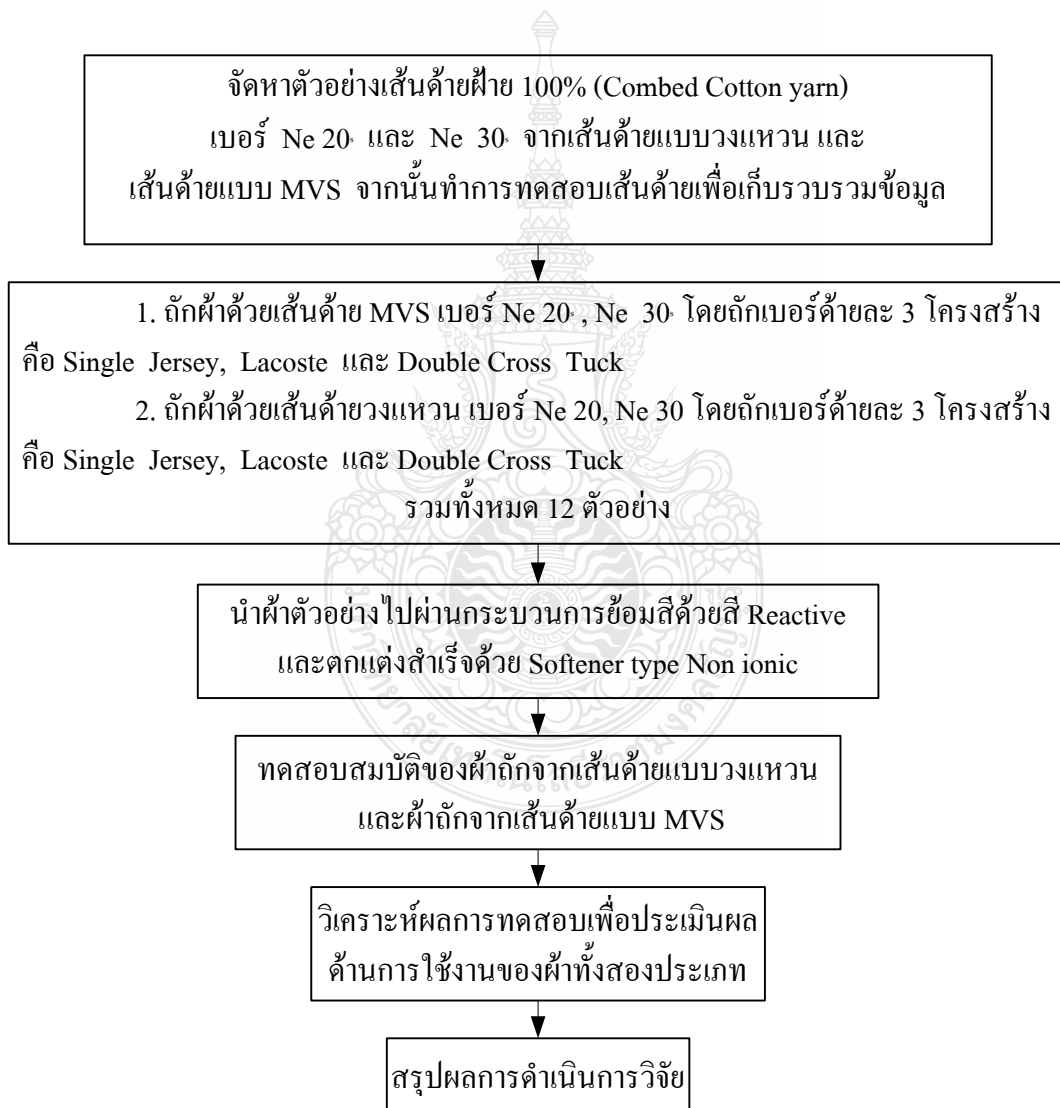 จัดหาตัวอย่างเส้นด้ายฝ้าย 100% (Combed Cotton yarn)
เบอร์ Ne 20ˢ และ Ne 30ˢ จากเส้นด้ายแบบวงแหวน และ
เส้นด้ายแบบ MVS จากนั้นทำการทดสอบเส้นด้ายเพื่อเก็บรวบรวมข้อมูล
1. ถักผ้าด้วยเส้นด้าย MVS เบอร์ Ne 20ˢ , Ne 30ˢ โดยถักเบอร์ด้ายละ 3 โครงสร้าง
คือ Single Jersey, Lacoste และ Double Cross Tuck
2. ถักผ้าด้วยเส้นด้ายวงแหวน เบอร์ Ne 20, Ne 30 โดยถักเบอร์ด้ายละ 3 โครงสร้าง
คือ Single Jersey, Lacoste และ Double Cross Tuck
รวมทั้งหมด 12 ตัวอย่าง
นำผ้าตัวอย่างไปผ่านกระบวนการย้อมสีด้วยสี Reactive
และตกแต่งสำเร็จด้วย Softener type Non ionic
ทดสอบสมบัติของผ้าถักจากเส้นด้ายแบบวงแหวน
และผ้าถักจากเส้นด้ายแบบ MVS
วิเคราะห์ผลการทดสอบเพื่อประเมินผล
ด้านการใช้งานของผ้าทั้งสองประเภท
สรุปผลการดำเนินการวิจัย